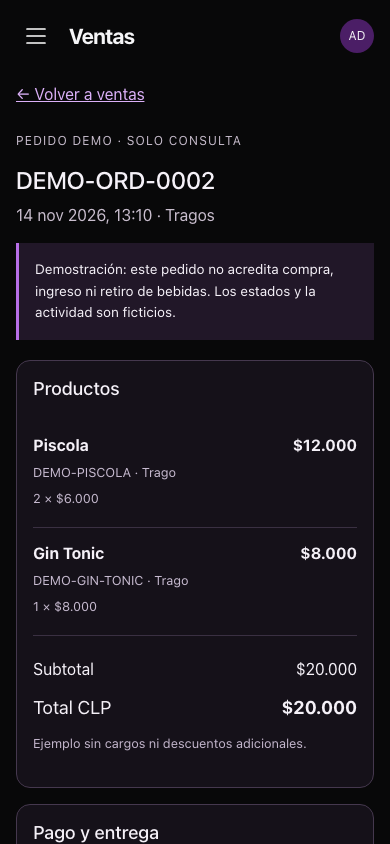 Ventas
AD
← Volver a ventas
PEDIDO DEMO · SOLO CONSULTA
DEMO-ORD-0002
14 nov 2026, 13:10 · Tragos
Demostración: este pedido no acredita compra,
ingreso ni retiro de bebidas. Los estados y la
actividad son ficticios.
Productos
Piscola $12.000
DEMO-PISCOLA · Trago
2 × $6.000
Gin Tonic $8.000
DEMO-GIN-TONIC · Trago
1 × $8.000
Subtotal $20.000
Total CLP $20.000
Ejemplo sin cargos ni descuentos adicionales.
Pago y entrega